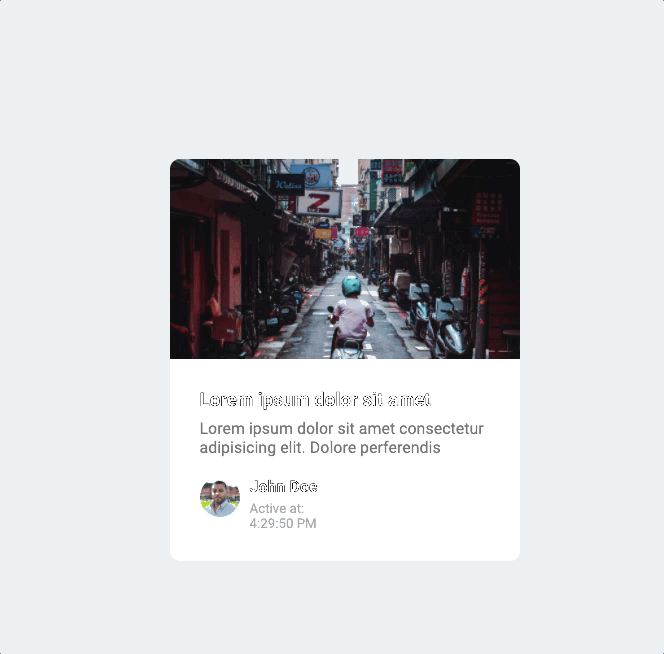 Wolsin
Z
Lorem ipsum dolor sit amet
Lorem ipsum dolor sit amet consectetur
adipisicing elit. Dolore perferendis
John Doe
Active at:
4:29:50 PM